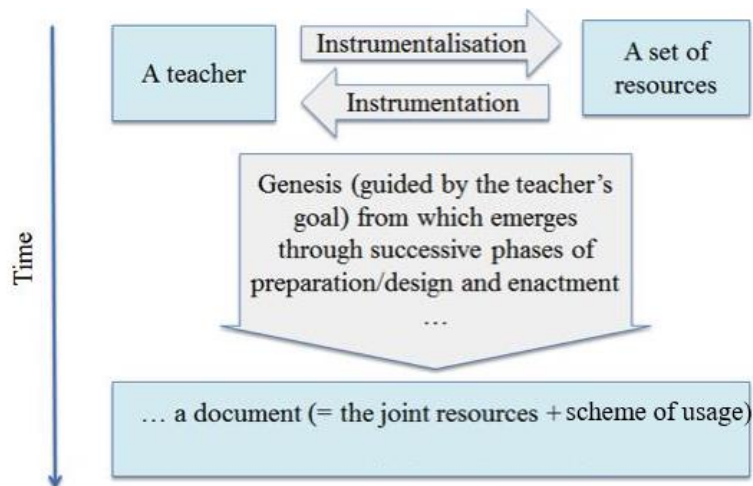 Instrumentalisation
A teacher
A set of
resources
Instrumentation
Genesis (guided by the teacher’s
goal) from which emerges
through successive phases of
preparation/design and enactment
…
Time
… a document (= the joint resources + scheme of usage)